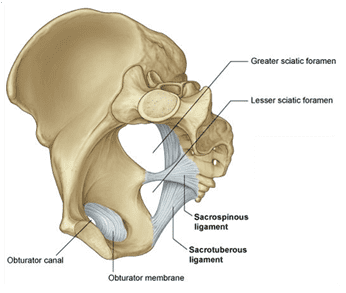 Greater sciatic foramen
Lesser sciatic foramen
Sacrospinous
ligament
Sacrotuberous
ligament
Obturator canal
Obturator membrane